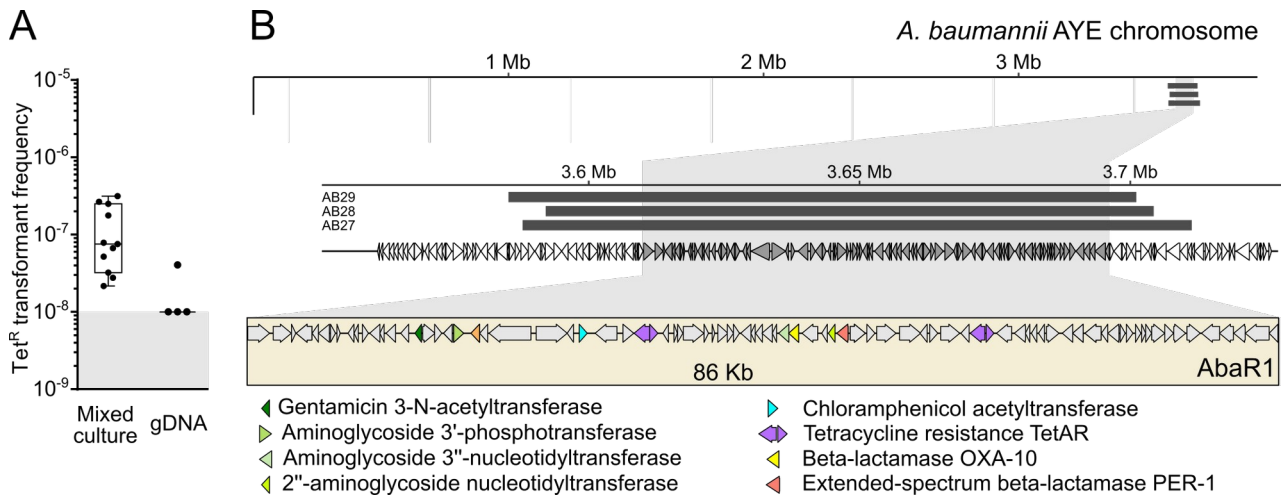 A
B
A. baumannii AYE chromosome
Tet^R transformant frequency
10^-5
10^-6
10^-7
10^-8
10^-9
Mixed culture
gDNA
1 Mb
2 Mb
3 Mb
3.6 Mb
3.65 Mb
3.7 Mb
AB29
AB28
AB27
86 Kb
AbaR1
Gentamicin 3-N-acetyltransferase
Aminoglycoside 3'-phosphotransferase
Aminoglycoside 3"-nucleotidyltransferase
2"-aminoglycoside nucleotidyltransferase
Chloramphenicol acetyltransferase
Tetracycline resistance TetAR
Beta-lactamase OXA-10
Extended-spectrum beta-lactamase PER-1